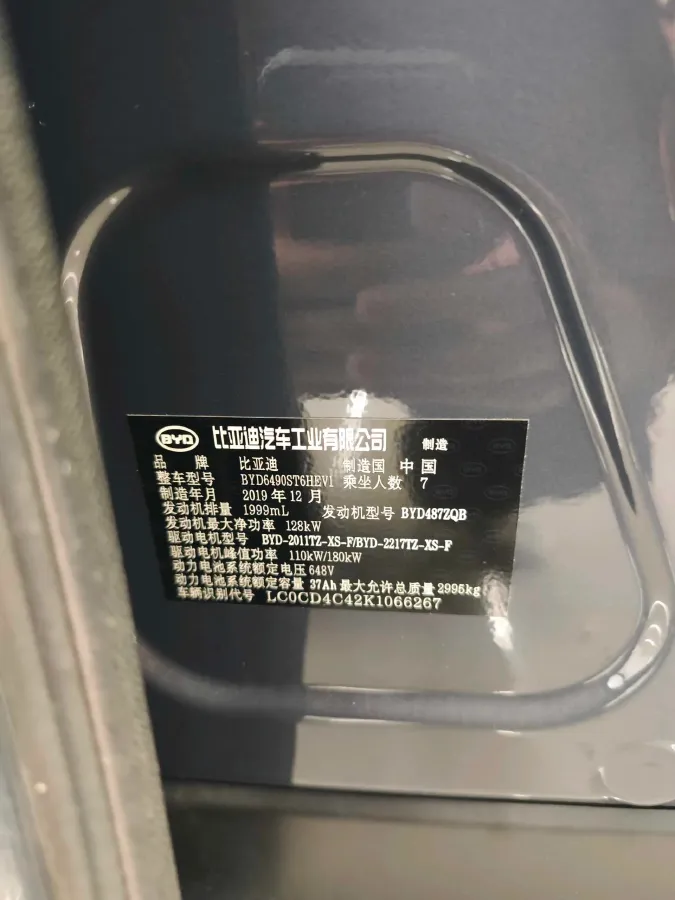 BYD 比亚迪汽车工业有限公司 制造
品 牌 比亚迪 制造国 中国
整车型号 BYD6490ST6HEV1 乘坐人数 7
制造年月 2019年12月
发动机排量 1999mL 发动机型号 BYD487ZQB
发动机最大净功率 128kW
驱动电机型号 BYD-2011TZ-XS-F/BYD-2217TZ-XS-F
驱动电机峰值功率 110kW/180kW
动力电池系统额定电压 648V
动力电池系统额定容量 37Ah 最大允许总质量 2995kg
车辆识别代号 LC0CD4C42K1066267